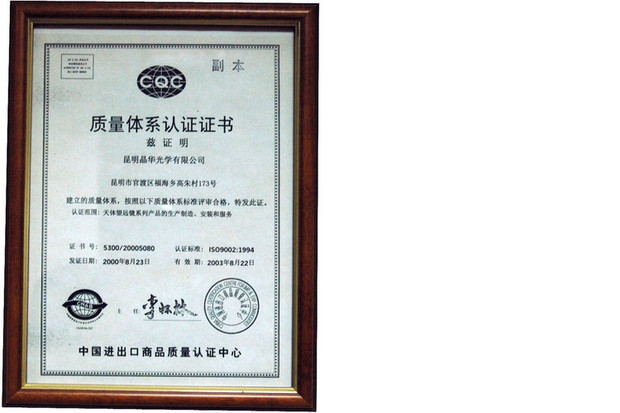 副本
CQC
质量体系认证证书
兹证明
昆明晶华光学有限公司
昆明市官渡区福海乡高朱村173号
建立的质量体系，按照以下质量体系标准评审合格，特发此证。
认证范围：天体望远镜系列产品的生产制造、安装和服务
证书号：5300/20005080 认证标准：ISO9002:1994
发证日期：2000年8月23日 有效期：2003年8月22日
主任
中国进出口商品质量认证中心